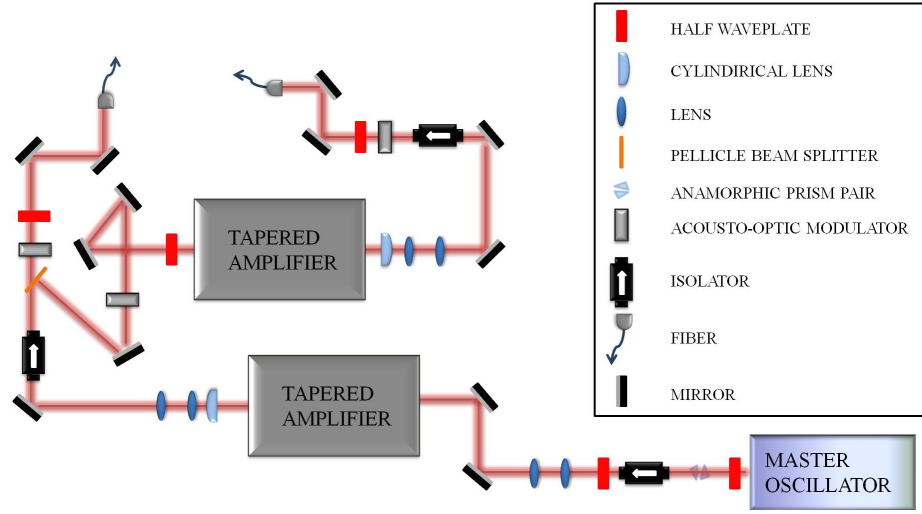 HALF WAVEPLATE
CYLINDIRICAL LENS
LENS
PELLICLE BEAM SPLITTER
ANAMORPHIC PRISM PAIR
ACOUSTO-OPTIC MODULATOR
ISOLATOR
FIBER
MIRROR
TAPERED
AMPLIFIER
TAPERED
AMPLIFIER
MASTER
OSCILLATOR